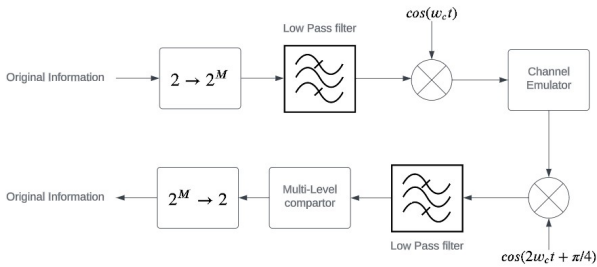 cos(w_c t)
Low Pass filter
Original Information
2 → 2^M
Channel
Emulator
Original Information
2^M → 2
Multi-Level
compartor
Low Pass filter
cos(2w_c t + π/4)